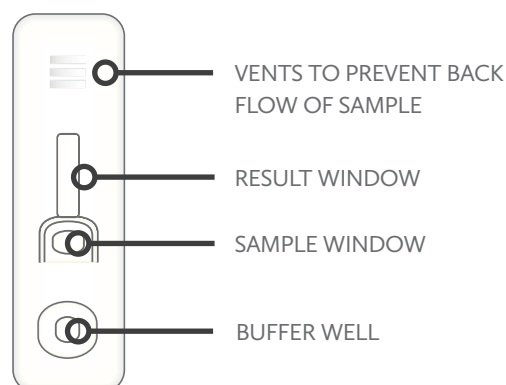 VENTS TO PREVENT BACK
FLOW OF SAMPLE
RESULT WINDOW
SAMPLE WINDOW
BUFFER WELL